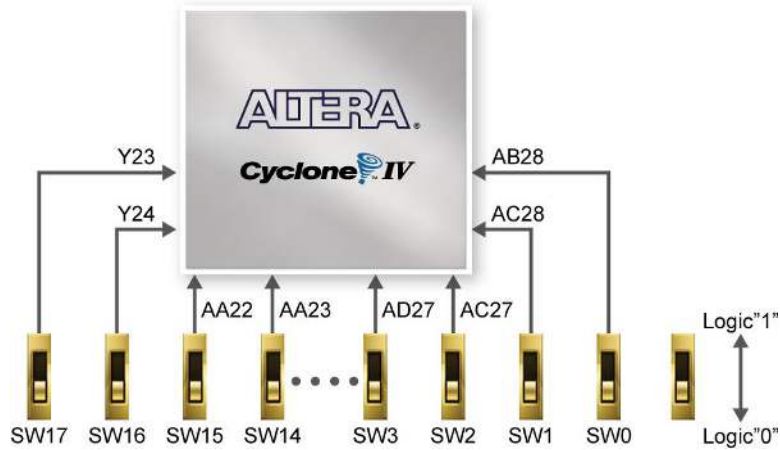 ALTERA®
Cyclone™ IV
Y23
AB28
Y24
AC28
AA22
AA23
AD27
AC27
Logic"1"
SW17
SW16
SW15
SW14
SW3
SW2
SW1
SW0
Logic"0"